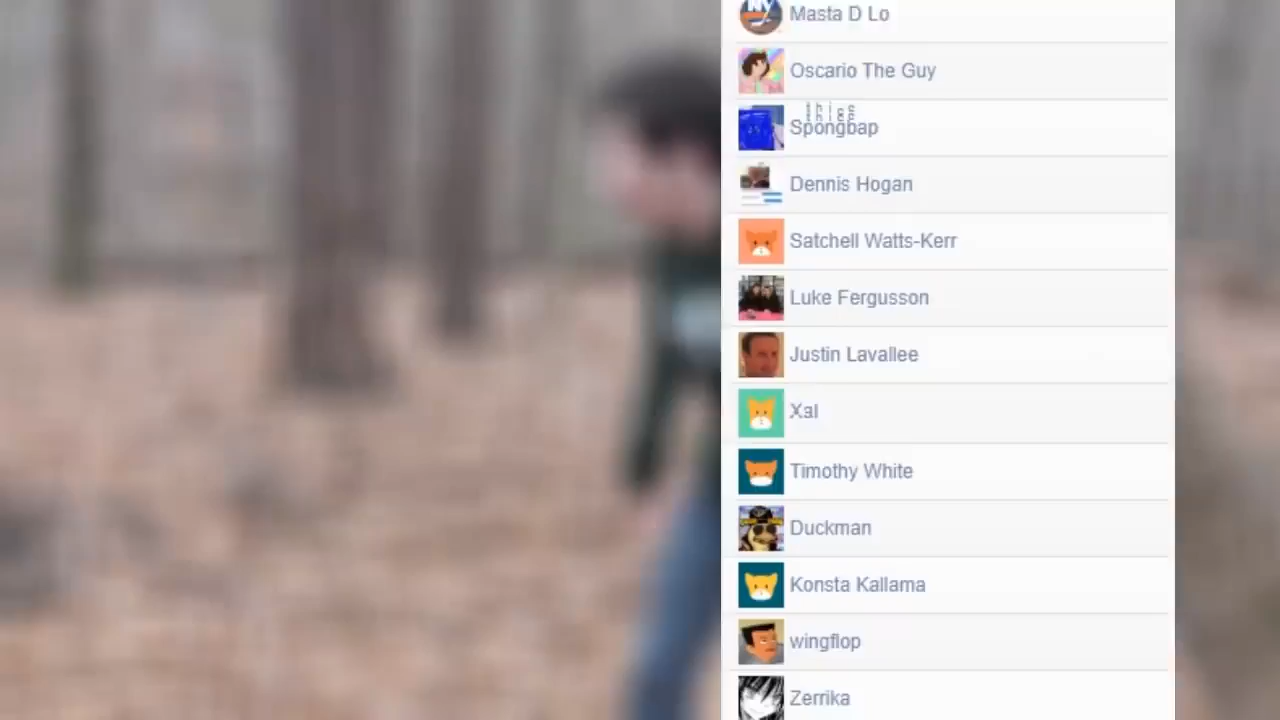 NY
Masta D Lo
Oscario The Guy
Spongbap
Dennis Hogan
Satchell Watts-Kerr
Luke Fergusson
Justin Lavallee
Xal
Timothy White
Duckman
Konsta Kallama
wingflop
Zerrika